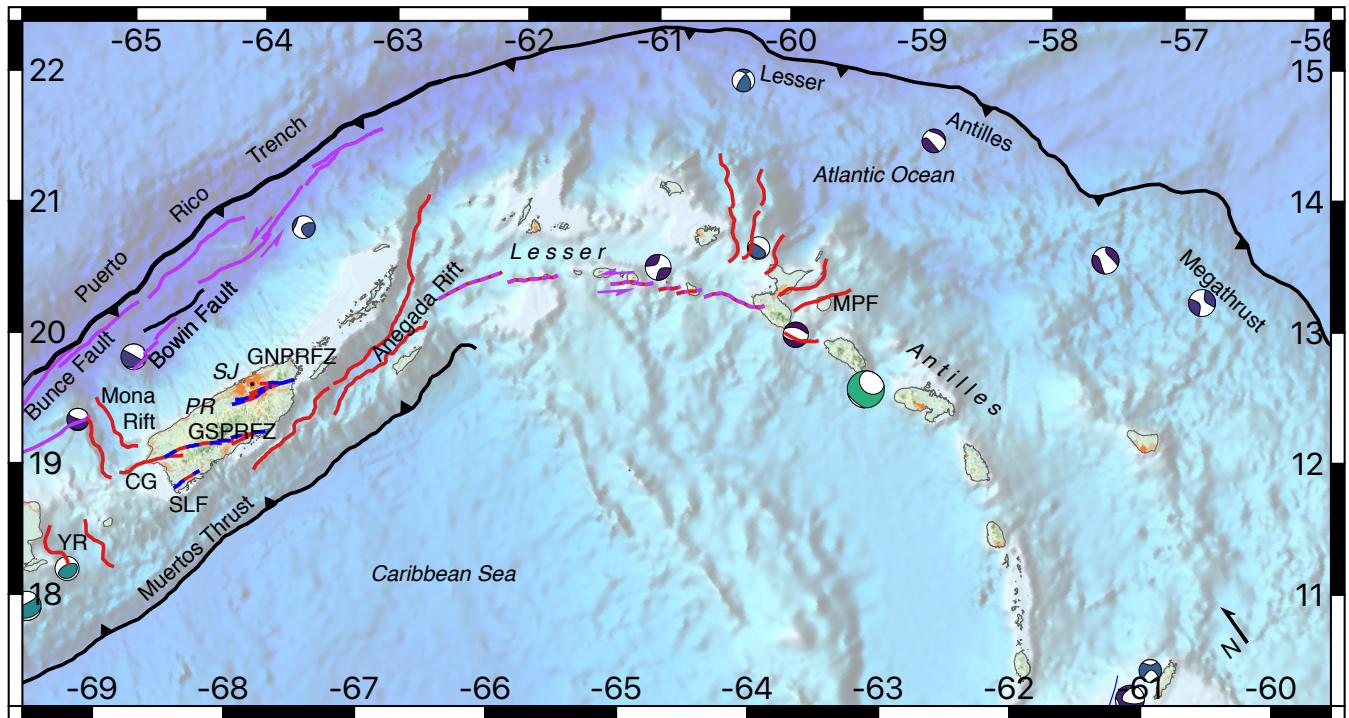 -65 -64 -63 -62 -61 -60 -59 -58 -57 -56
22 15
Lesser
Antilles
Trench
Atlantic Ocean
21 14
Rico
Puerto
Lesser
Megathrust
MPF
Anegada Rift
20 13
Bowin Fault
Bunce Fault
GNPRFZ
SJ
Antilles
Mona
Rift
PR
GSPRFZ
19 12
CG
SLF
YR
Muertos Thrust
Caribbean Sea
18 11
N
-69 -68 -67 -66 -65 -64 -63 -62 -61 -60